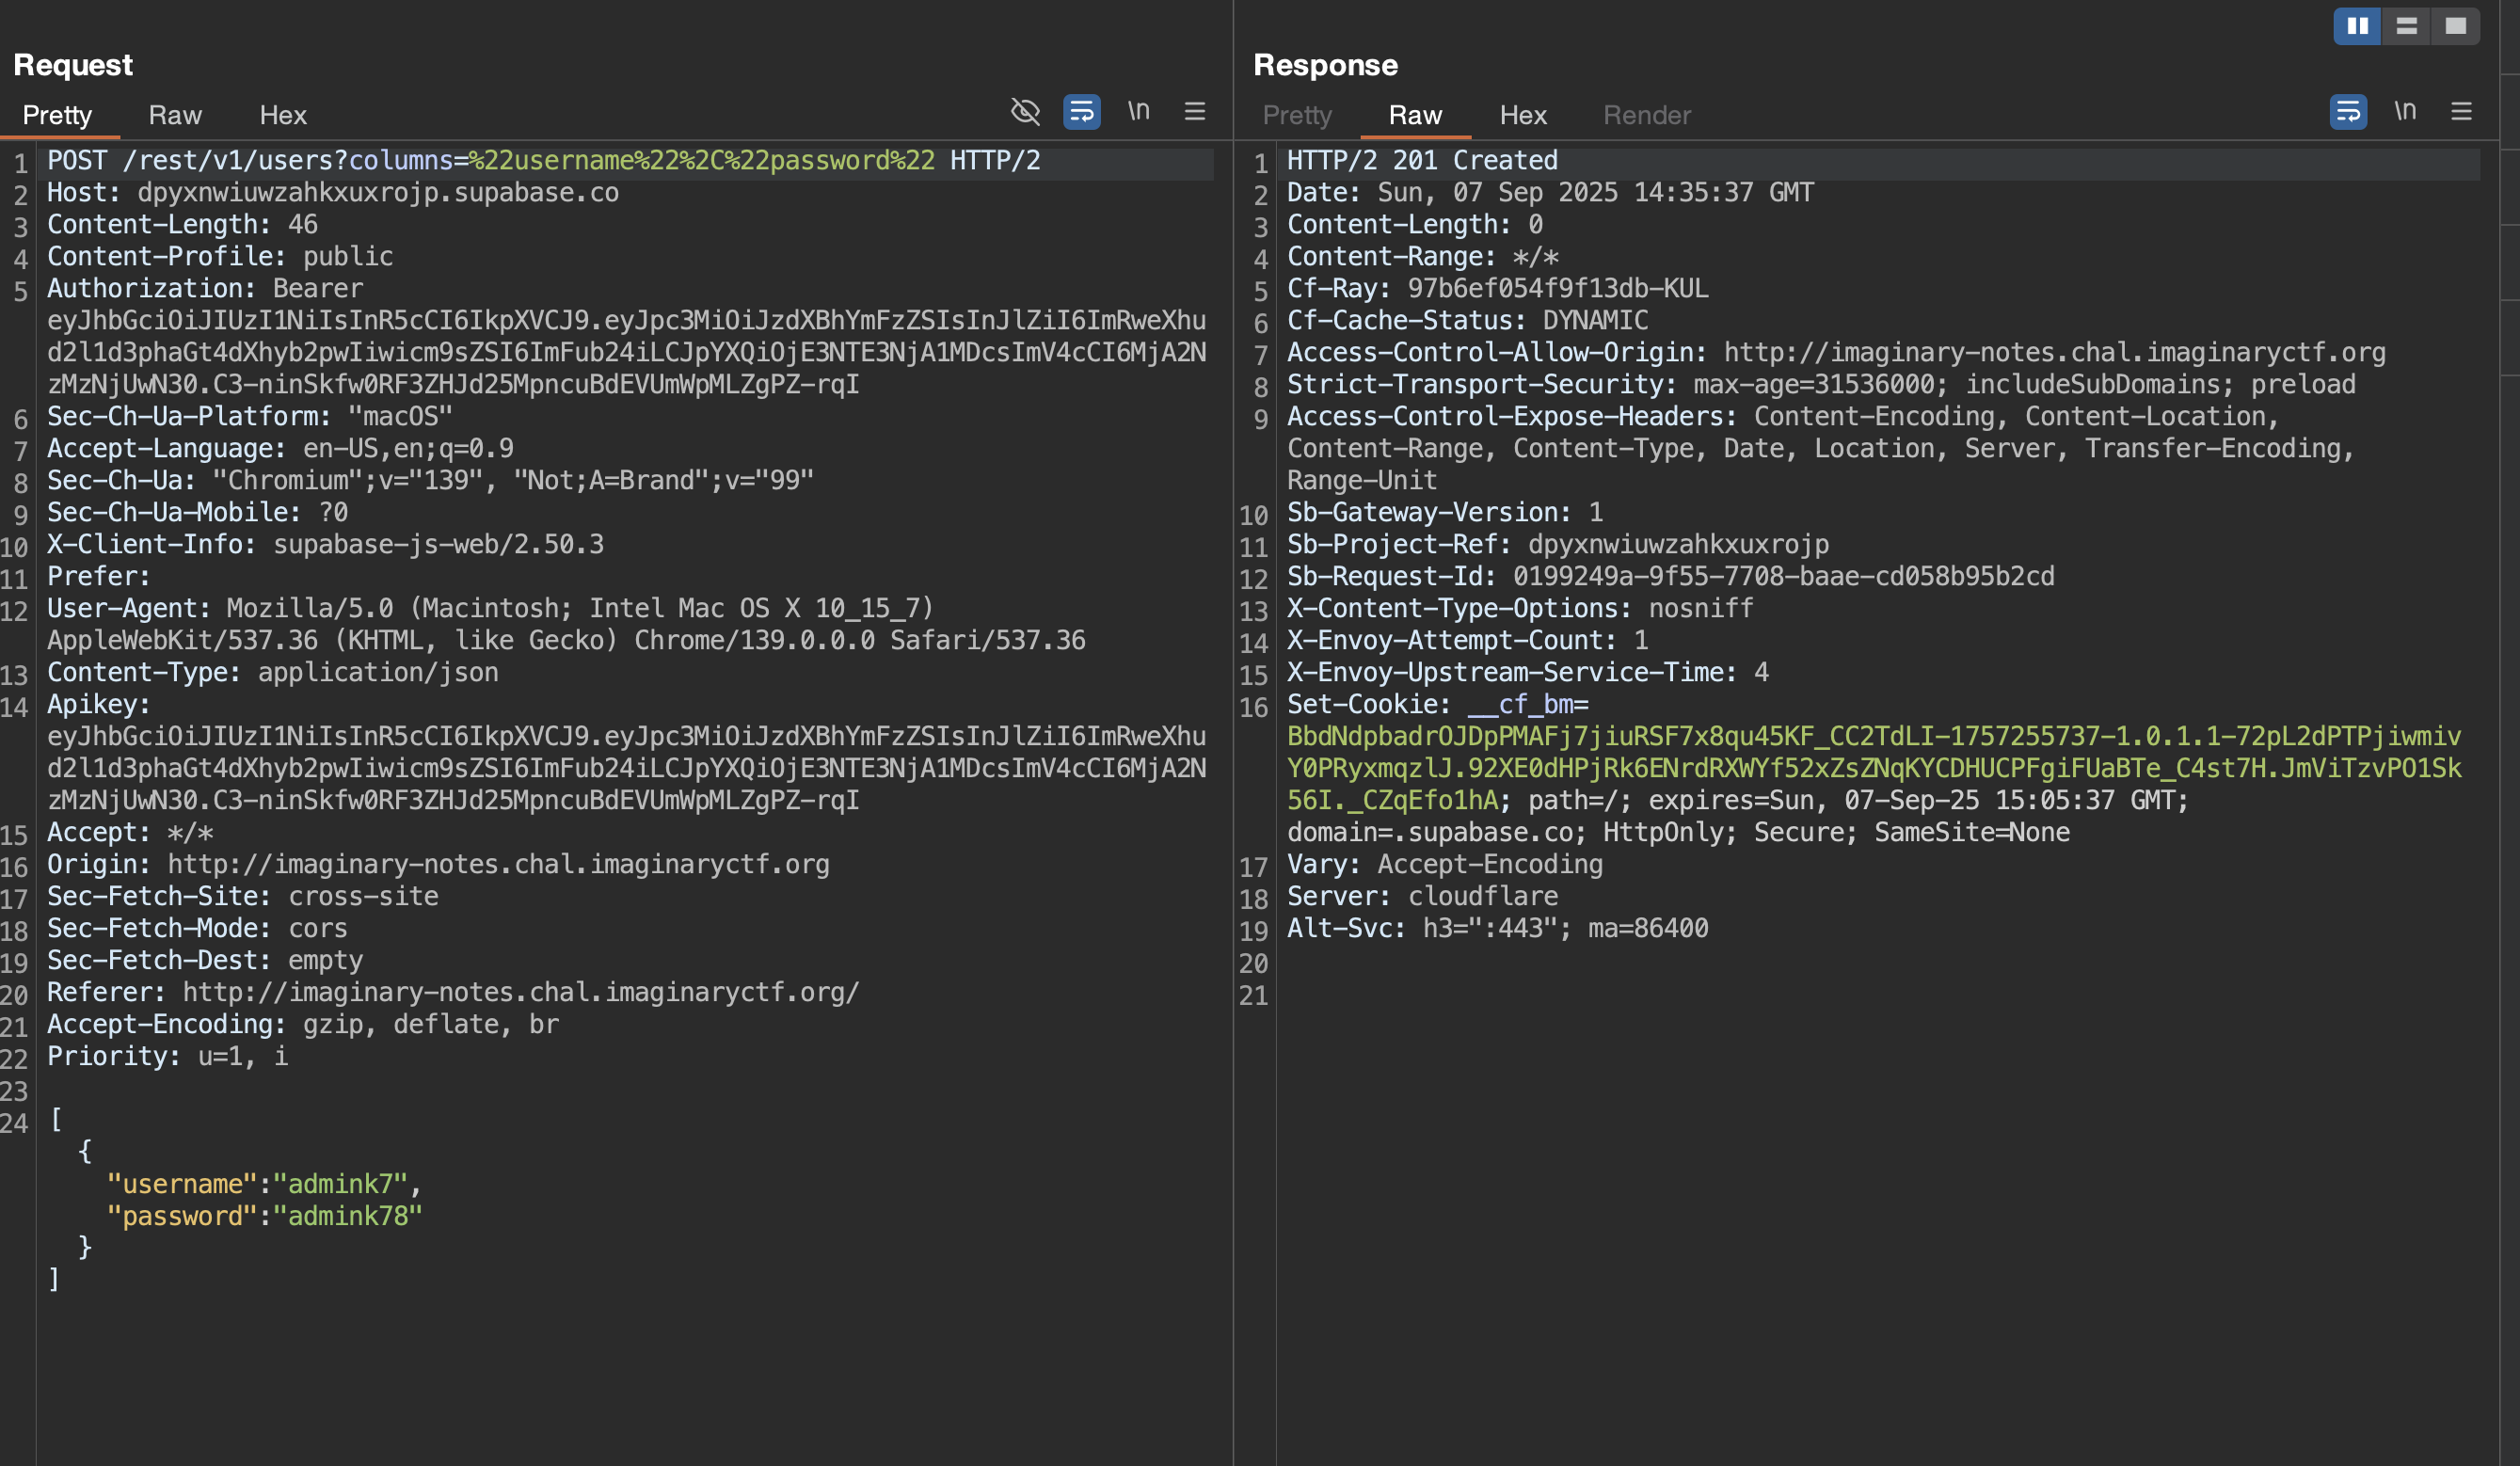 Request
Pretty Raw Hex \n
1 POST /rest/v1/users?columns=%22username%22%2C%22password%22 HTTP/2
2 Host: dpyxnwiuwzahkxuxrojp.supabase.co
3 Content-Length: 46
4 Content-Profile: public
5 Authorization: Bearer
eyJhbGciOiJIUzI1NiIsInR5cCI6IkpXVCJ9.eyJpc3MiOiJzdXBhYmFzZSIsInJlZiI6ImRweXhu
d2l1d3phaGt4dXhyb2pwIiwicm9sZSI6ImFub24iLCJpYXQiOjE3NTE3NjA1MDcsImV4cCI6MjA2N
zMzNjUwN30.C3-ninSkfw0RF3ZHJd25MpncuBdEVUmWpMLZgPZ-rqI
6 Sec-Ch-Ua-Platform: "macOS"
7 Accept-Language: en-US,en;q=0.9
8 Sec-Ch-Ua: "Chromium";v="139", "Not;A=Brand";v="99"
9 Sec-Ch-Ua-Mobile: ?0
10 X-Client-Info: supabase-js-web/2.50.3
11 Prefer:
12 User-Agent: Mozilla/5.0 (Macintosh; Intel Mac OS X 10_15_7)
AppleWebKit/537.36 (KHTML, like Gecko) Chrome/139.0.0.0 Safari/537.36
13 Content-Type: application/json
14 Apikey:
eyJhbGciOiJIUzI1NiIsInR5cCI6IkpXVCJ9.eyJpc3MiOiJzdXBhYmFzZSIsInJlZiI6ImRweXhu
d2l1d3phaGt4dXhyb2pwIiwicm9sZSI6ImFub24iLCJpYXQiOjE3NTE3NjA1MDcsImV4cCI6MjA2N
zMzNjUwN30.C3-ninSkfw0RF3ZHJd25MpncuBdEVUmWpMLZgPZ-rqI
15 Accept: */*
16 Origin: http://imaginary-notes.chal.imaginaryctf.org
17 Sec-Fetch-Site: cross-site
18 Sec-Fetch-Mode: cors
19 Sec-Fetch-Dest: empty
20 Referer: http://imaginary-notes.chal.imaginaryctf.org/
21 Accept-Encoding: gzip, deflate, br
22 Priority: u=1, i
23
24 [
{
"username":"admink7",
"password":"admink78"
}
]
Response
Pretty Raw Hex Render \n
1 HTTP/2 201 Created
2 Date: Sun, 07 Sep 2025 14:35:37 GMT
3 Content-Length: 0
4 Content-Range: */*
5 Cf-Ray: 97b6ef054f9f13db-KUL
6 Cf-Cache-Status: DYNAMIC
7 Access-Control-Allow-Origin: http://imaginary-notes.chal.imaginaryctf.org
8 Strict-Transport-Security: max-age=31536000; includeSubDomains; preload
9 Access-Control-Expose-Headers: Content-Encoding, Content-Location,
Content-Range, Content-Type, Date, Location, Server, Transfer-Encoding,
Range-Unit
10 Sb-Gateway-Version: 1
11 Sb-Project-Ref: dpyxnwiuwzahkxuxrojp
12 Sb-Request-Id: 0199249a-9f55-7708-baae-cd058b95b2cd
13 X-Content-Type-Options: nosniff
14 X-Envoy-Attempt-Count: 1
15 X-Envoy-Upstream-Service-Time: 4
16 Set-Cookie: __cf_bm=
BbdNdpbadrOJDpPMAFj7jiuRSF7x8qu45KF_CC2TdLI-1757255737-1.0.1.1-72pL2dPTPjiwmiv
Y0PRyxmqzlJ.92XE0dHPjRk6ENrdRXWYf52xZsZNqKYCDHUCPFgiFUaBTe_C4st7H.JmViTzvPO1Sk
56I._CZqEfo1hA; path=/; expires=Sun, 07-Sep-25 15:05:37 GMT;
domain=.supabase.co; HttpOnly; Secure; SameSite=None
17 Vary: Accept-Encoding
18 Server: cloudflare
19 Alt-Svc: h3=":443"; ma=86400
20
21